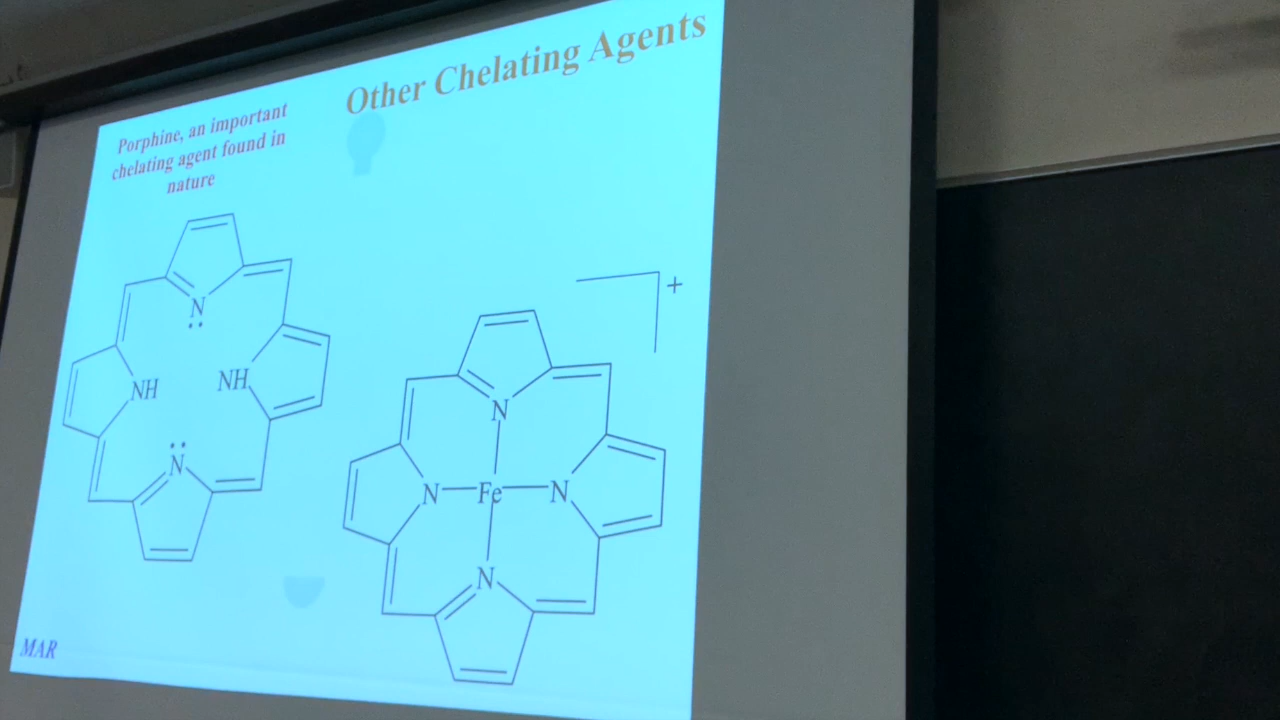 Other Chelating Agents
Porphine, an important
chelating agent found in
nature
N
NH
NH
N
+
N
N
Fe
N
N
MAR